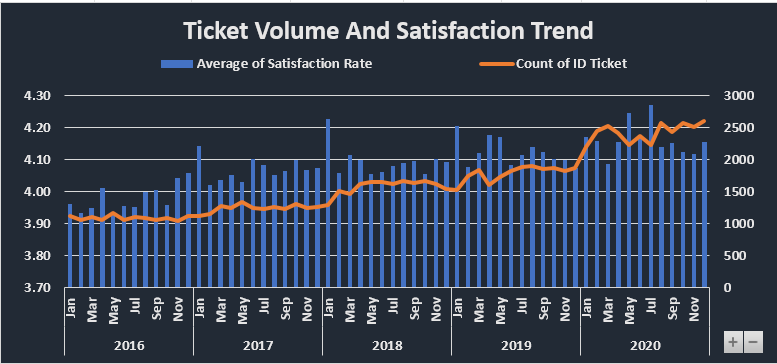 Ticket Volume And Satisfaction Trend
Average of Satisfaction Rate Count of ID Ticket
4.30 3000
4.20 2500
4.10 2000
4.00 1500
3.90 1000
3.80 500
3.70 0
Jan Mar May Jul Sep Nov Jan Mar May Jul Sep Nov Jan Mar May Jul Sep Nov Jan Mar May Jul Sep Nov Jan Mar May Jul Sep Nov
2016 2017 2018 2019 2020
+ −